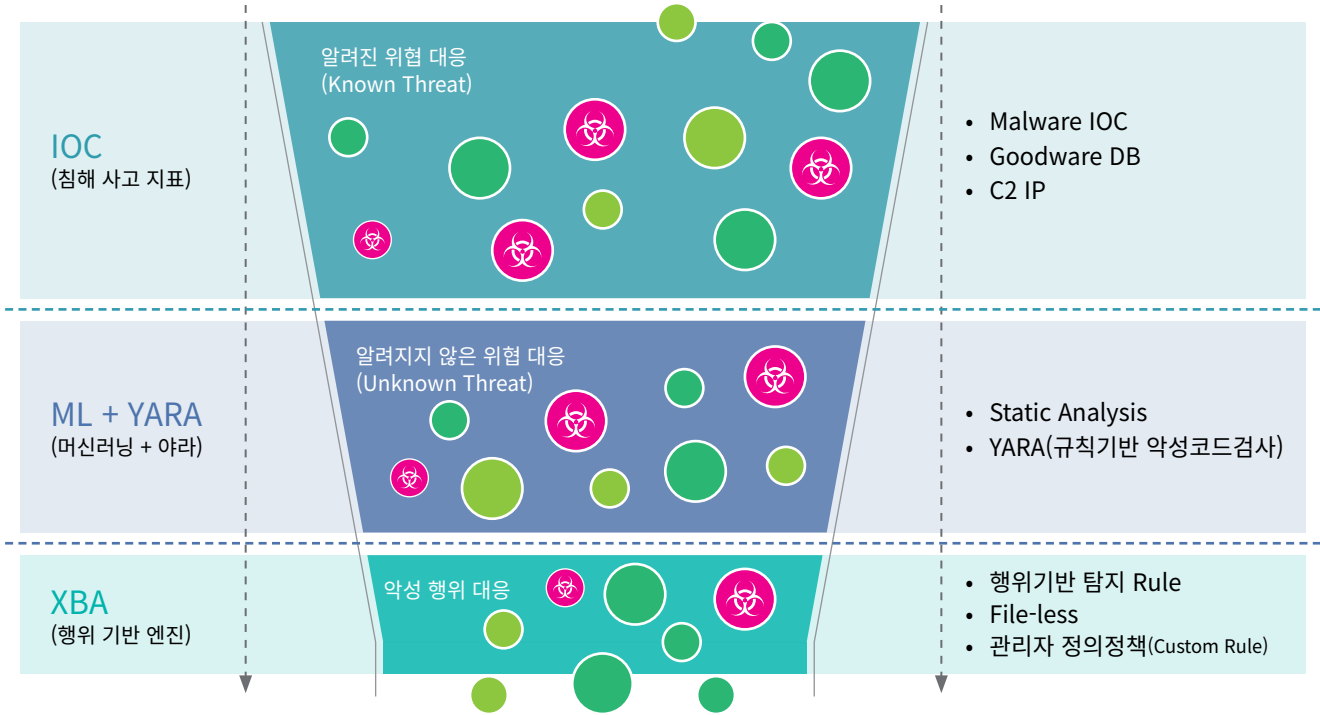 알려진 위협 대응
(Known Threat)
IOC
(침해 사고 지표)
• Malware IOC
• Goodware DB
• C2 IP
알려지지 않은 위협 대응
(Unknown Threat)
ML + YARA
(머신러닝 + 야라)
• Static Analysis
• YARA(규칙기반 악성코드검사)
악성 행위 대응
XBA
(행위 기반 엔진)
• 행위기반 탐지 Rule
• File-less
• 관리자 정의정책(Custom Rule)